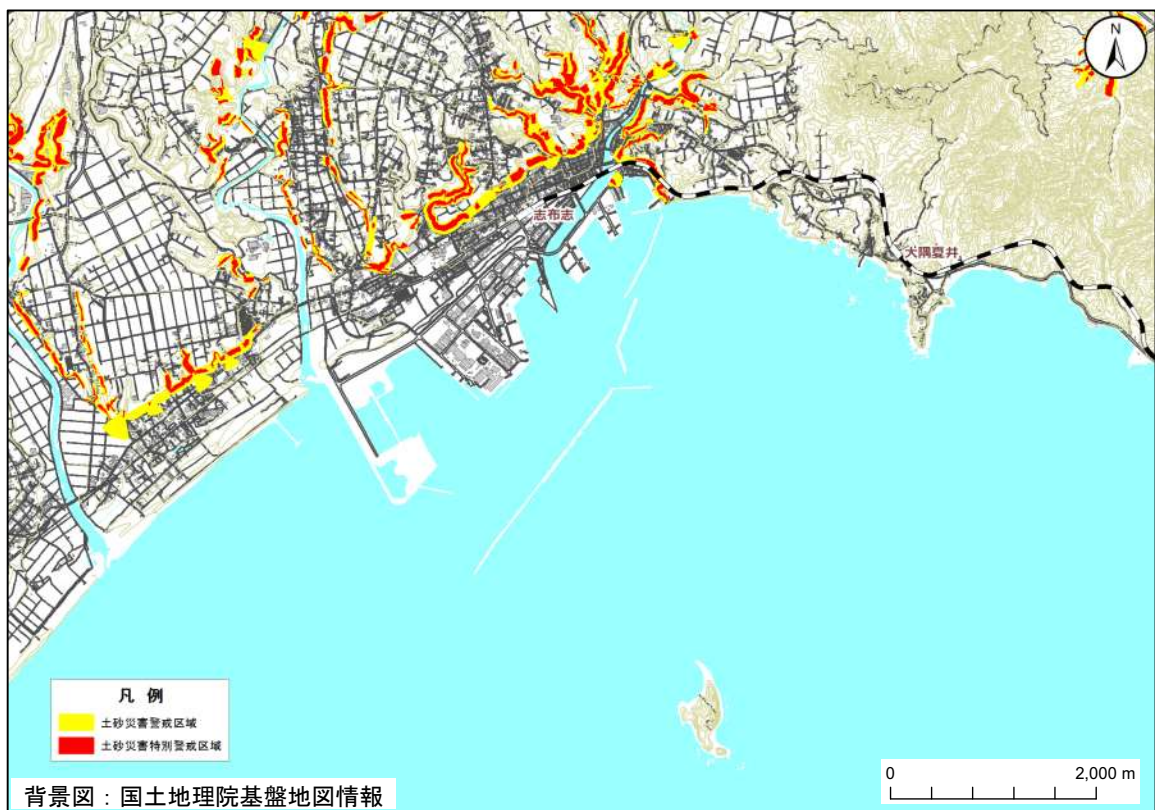 N
志布志
大隅夏井
凡 例
土砂災害警戒区域
土砂災害特別警戒区域
背景図：国土地理院基盤地図情報
0 2,000 m